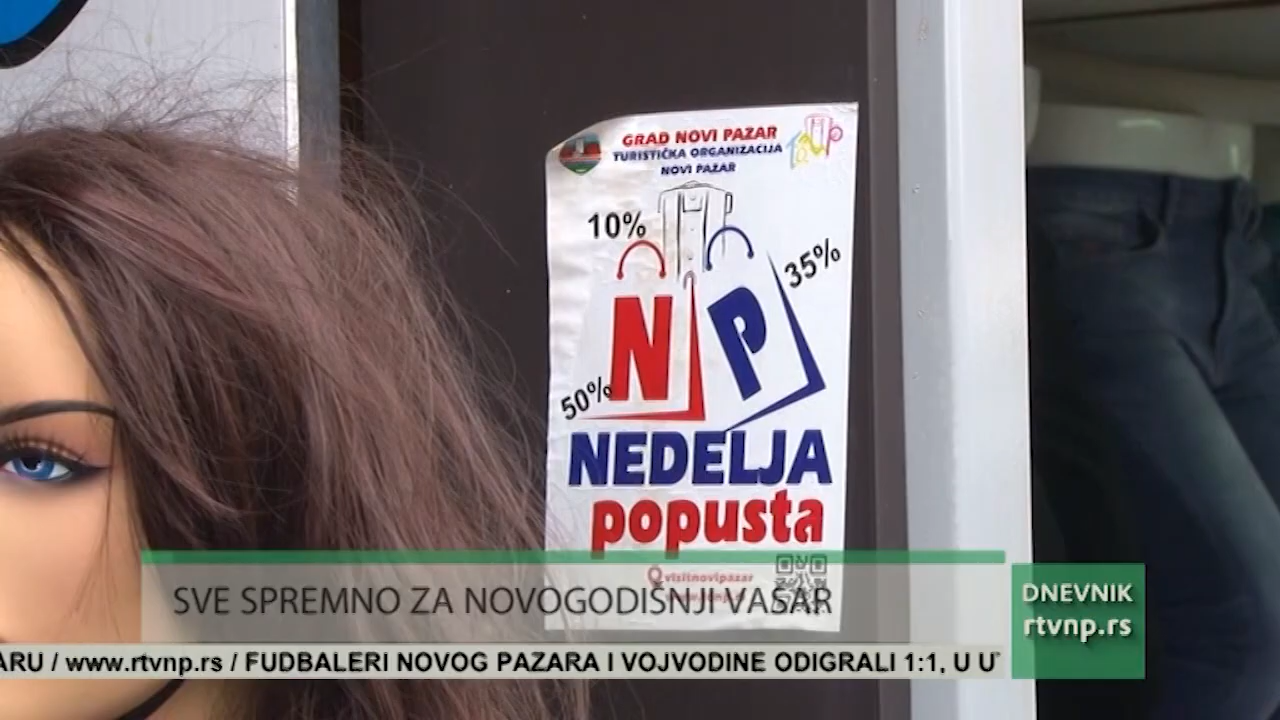 GRAD NOVI PAZAR
TURISTIČKA ORGANIZACIJA
NOVI PAZAR
10%
35%
50%
N P
NEDELJA
popusta
visitnovipazar
SVE SPREMNO ZA NOVOGODIŠNJI VAŠAR
DNEVNIK
rtvnp.rs
ARU / www.rtvnp.rs / FUDBALERI NOVOG PAZARA I VOJVODINE ODIGRALI 1:1, U